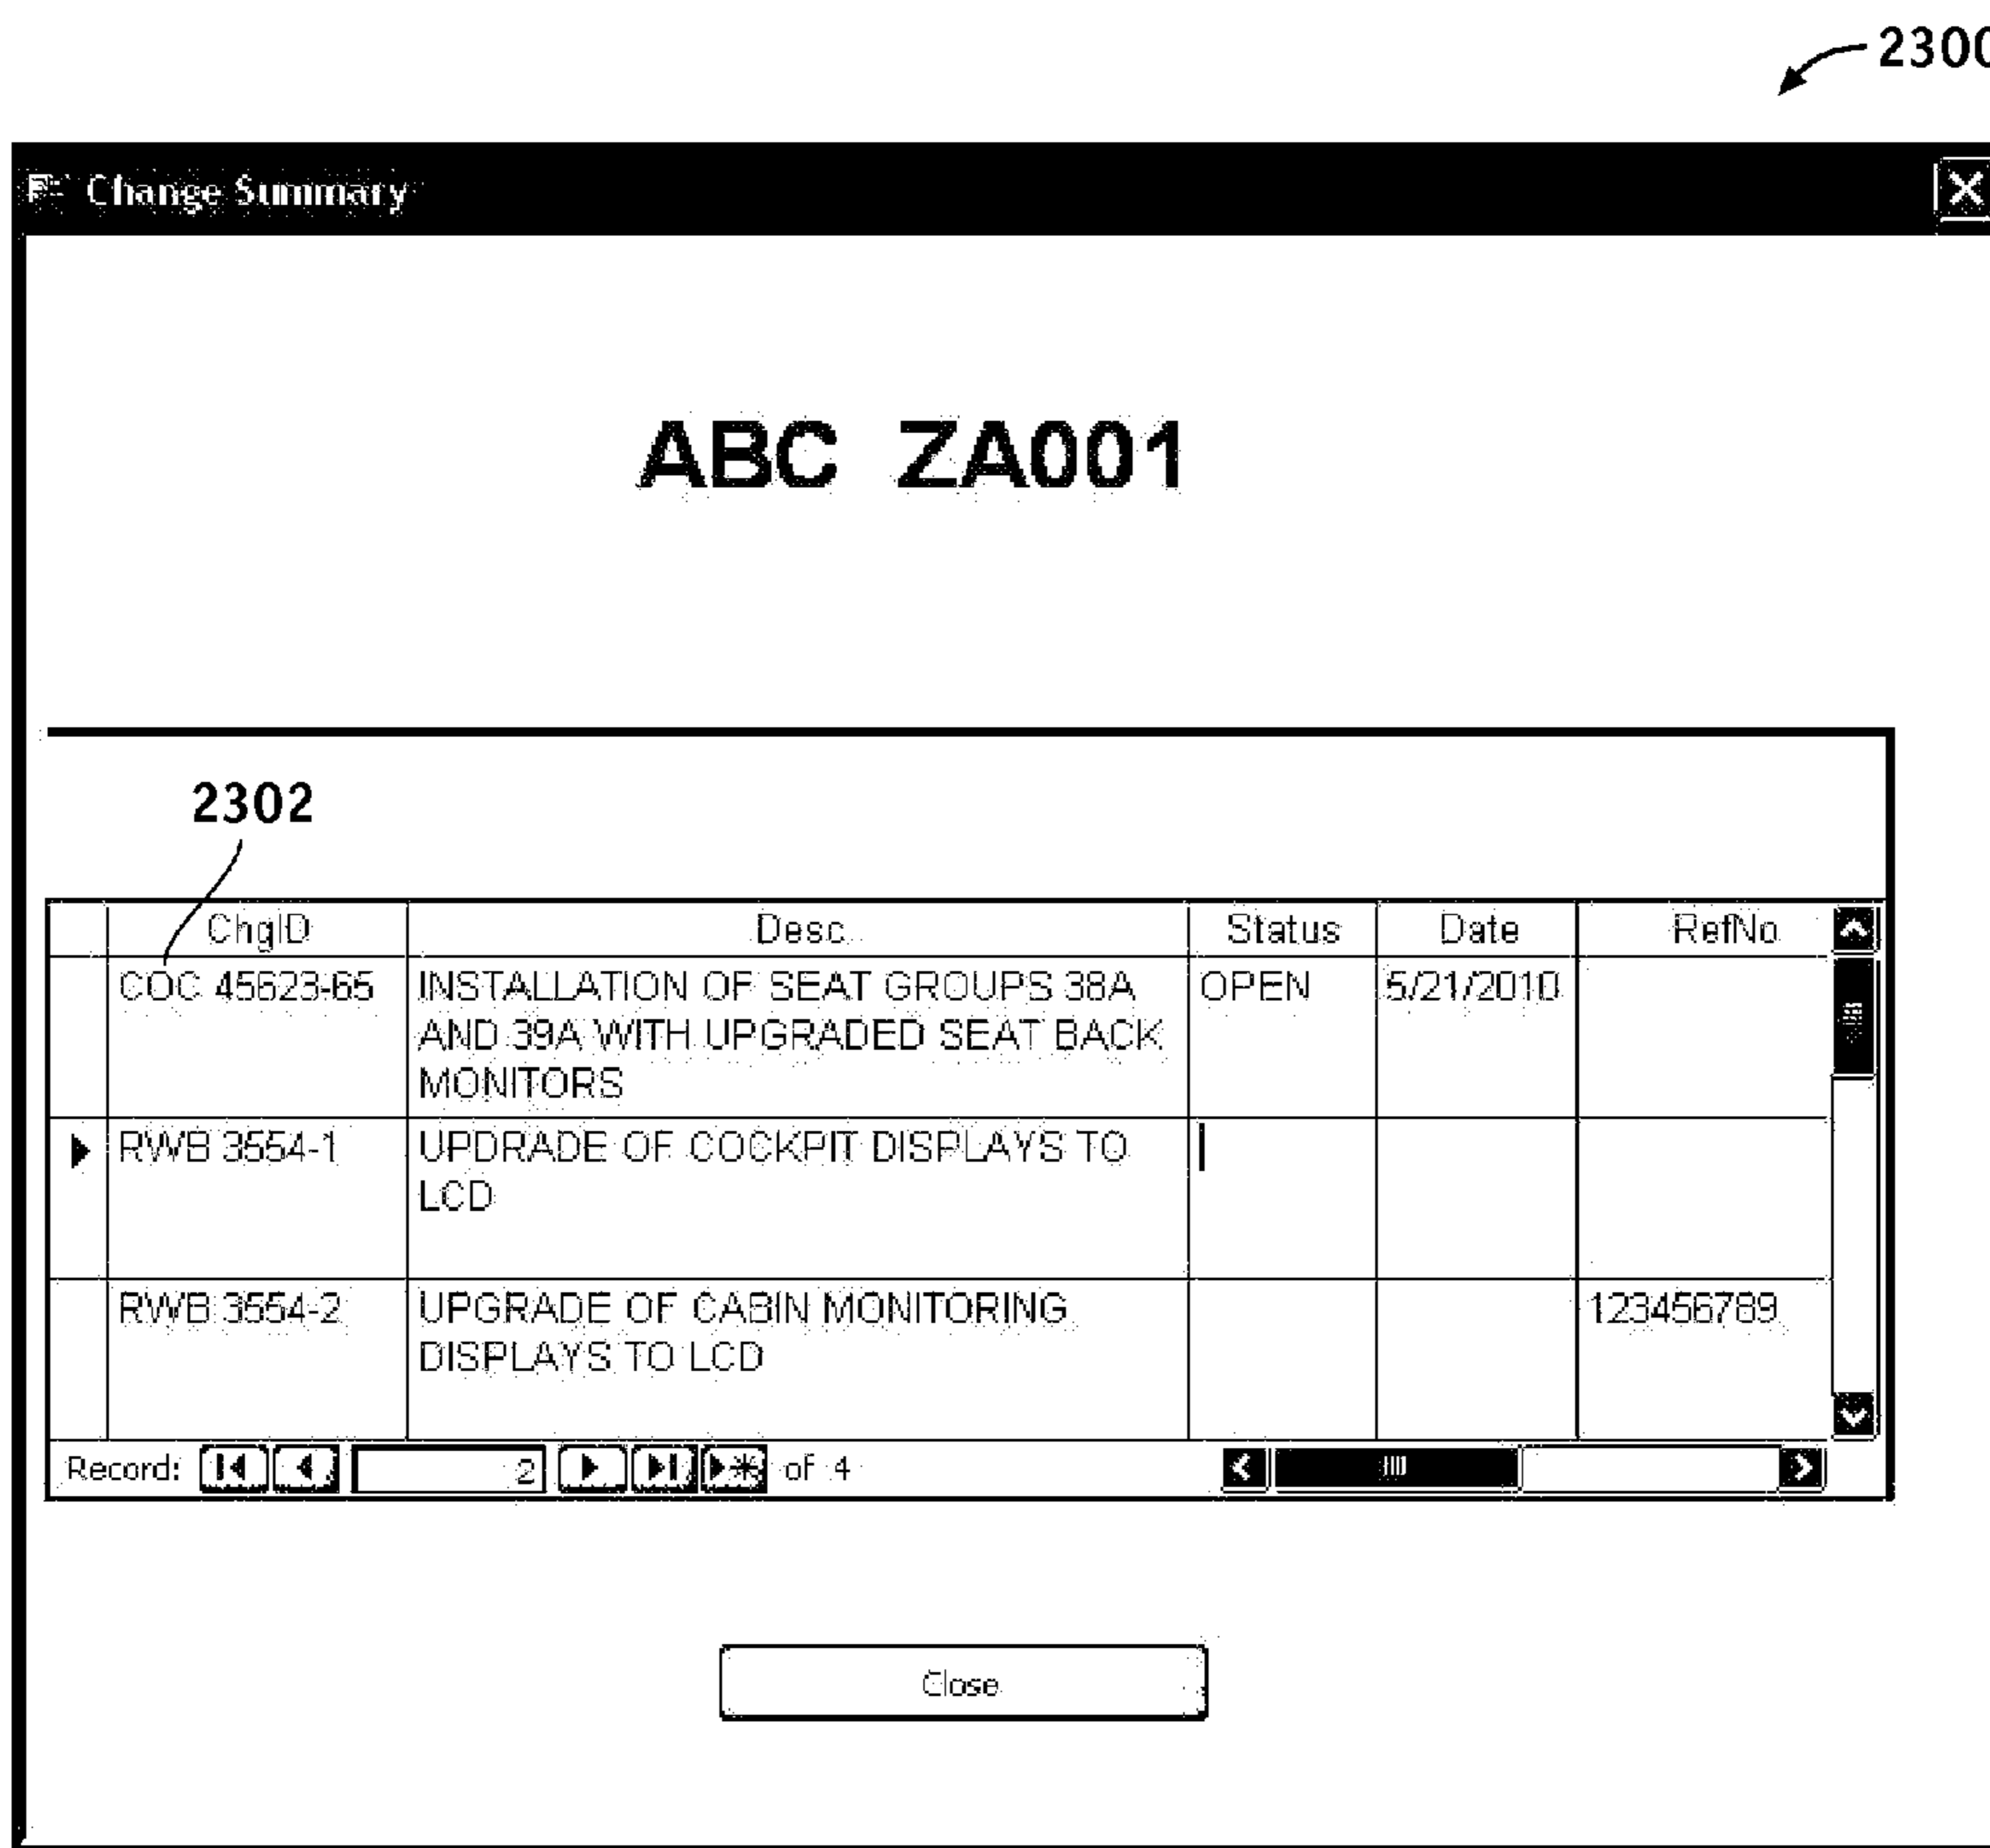 2300
Change Summary
ABC ZA001
2302
ChgID Desc Status Date RefNo
COC 45623-65 INSTALLATION OF SEAT GROUPS 38A OPEN 5/21/2010
AND 39A WITH UPGRADED SEAT BACK
MONITORS
RWB 3554-1 UPDRADE OF COCKPIT DISPLAYS TO
LCD
RWB 3554-2 UPGRADE OF CABIN MONITORING 123456789
DISPLAYS TO LCD
Record: 2 of 4
Close